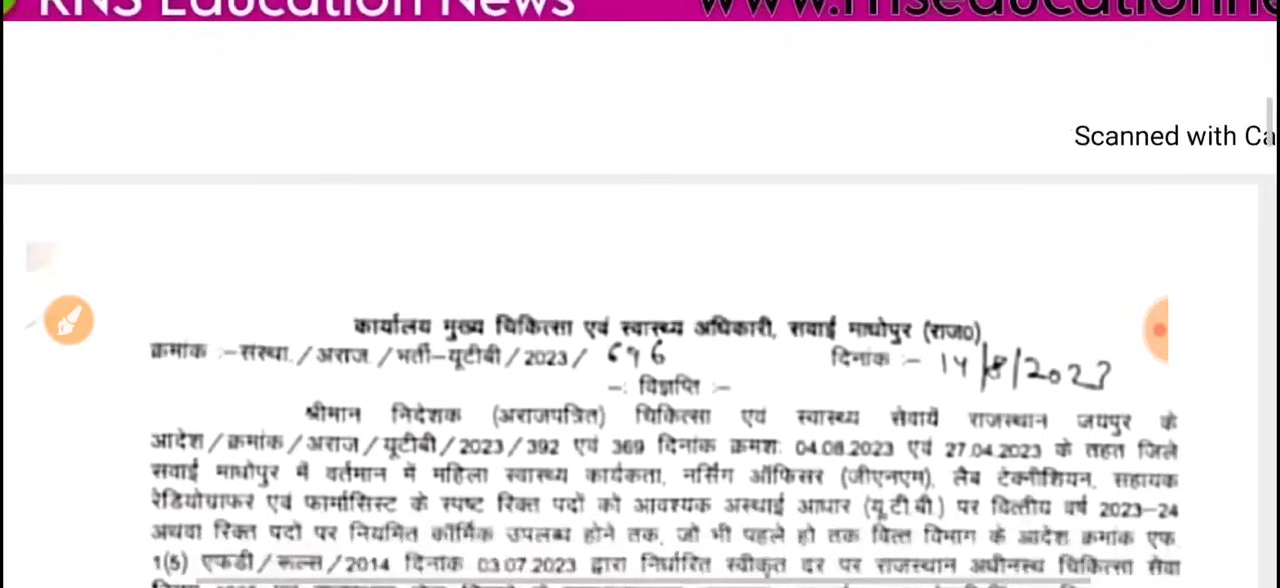 RNS Education News www.rnseducationne
Scanned with Ca
कार्यालय मुख्य चिकित्सा एवं स्वास्थ्य अधिकारी, सवाई माधोपुर (राज0)
क्रमांक :–संस्था. / अराज. / भर्ती–यूटीबी / 2023 / 696 दिनांक :– 14/8/2023
–: विज्ञप्ति :–
श्रीमान निदेशक (अराजपत्रित) चिकित्सा एवं स्वास्थ्य सेवायें राजस्थान जयपुर के
आदेश / क्रमांक / अराज / यूटीबी / 2023 / 392 एवं 369 दिनांक क्रमश: 04.08.2023 एवं 27.04.2023 के तहत जिले
सवाई माधोपुर में वर्तमान में महिला स्वास्थ्य कार्यकता, नर्सिंग ऑफिसर (जीएनएम), लैब टेक्नीशियन, सहायक
रेडियोग्राफर एवं फार्मासिस्ट के स्पष्ट रिक्त पदों को आवश्यक अस्थाई आधार (यू.टी.बी.) पर वित्तीय वर्ष 2023–24
अथवा रिक्त पदों पर नियमित कॉर्मिक उपलब्ध होने तक, जो भी पहले हो तक वित्त विभाग के आदेश क्रमांक एफ.
1(5) एफडी / रूल्स / 2014 दिनांक 03.07.2023 द्वारा निर्धारित स्वीकृत दर पर राजस्थान अधीनस्थ चिकित्सा सेवा